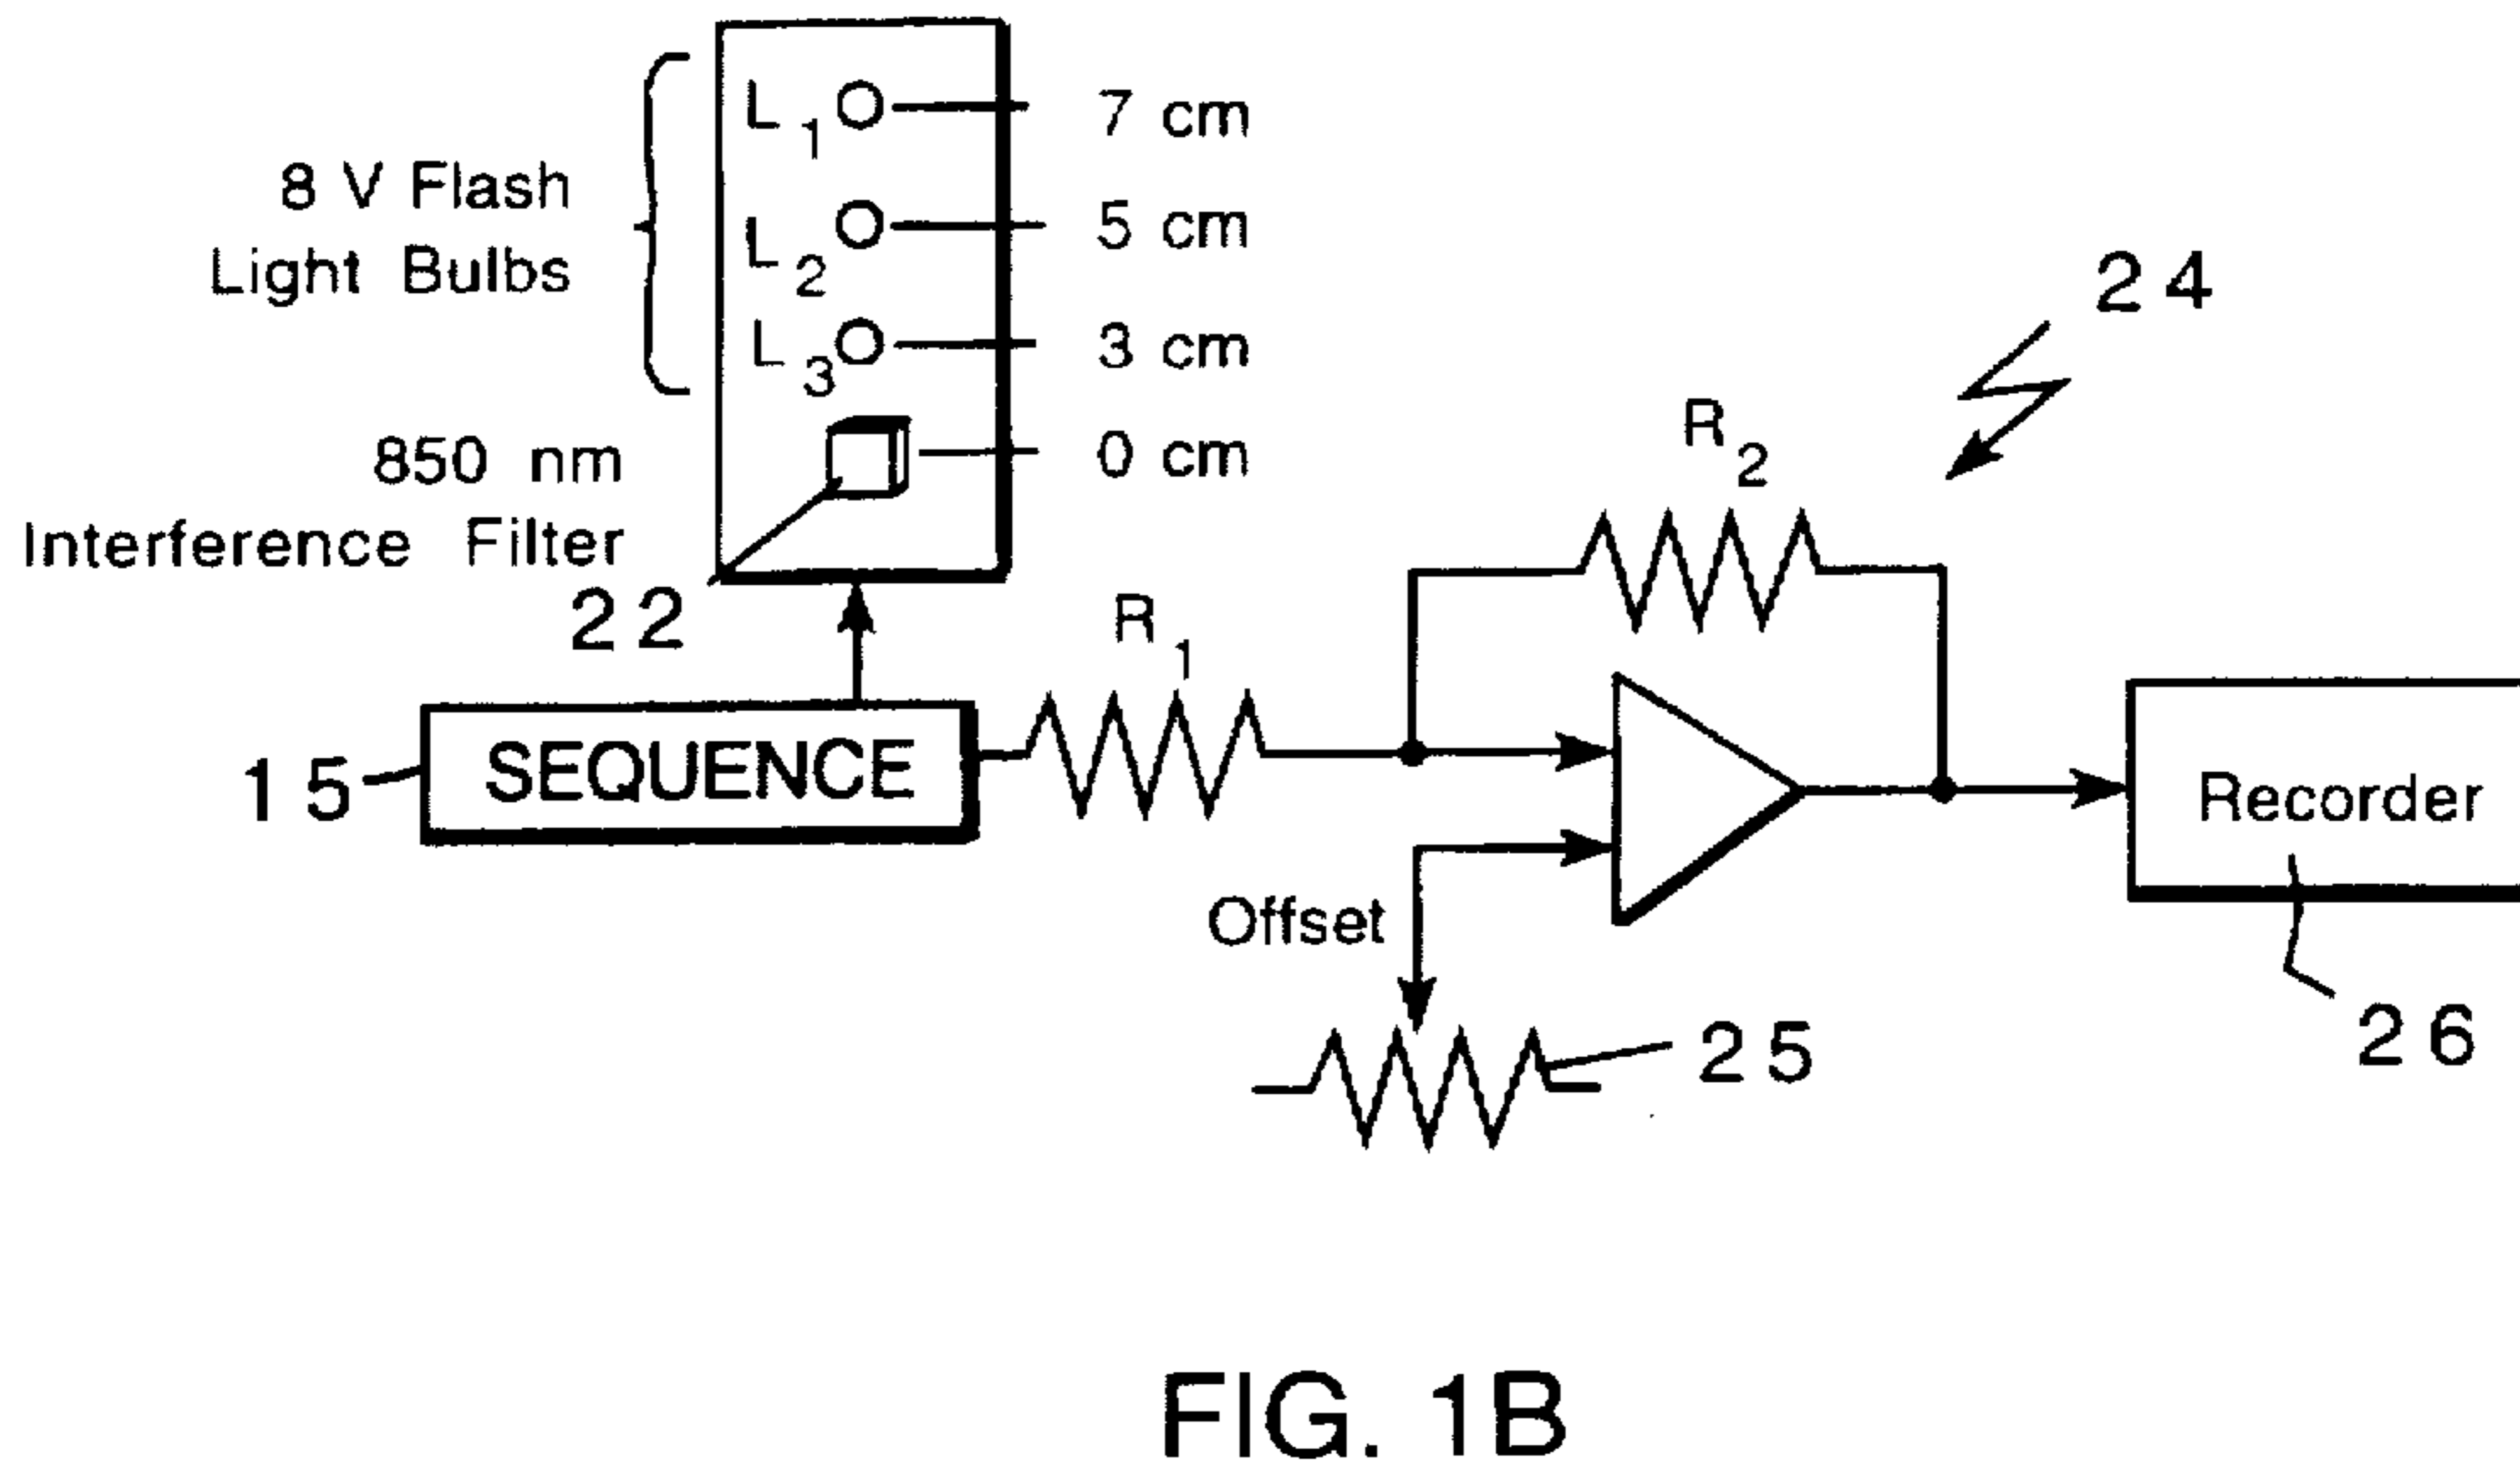 L1
7 cm
8 V Flash
Light Bulbs
L2
5 cm
L3
3 cm
850 nm
Interference Filter
0 cm
22
24
R2
R1
15
SEQUENCE
Recorder
Offset
25
26
FIG. 1B